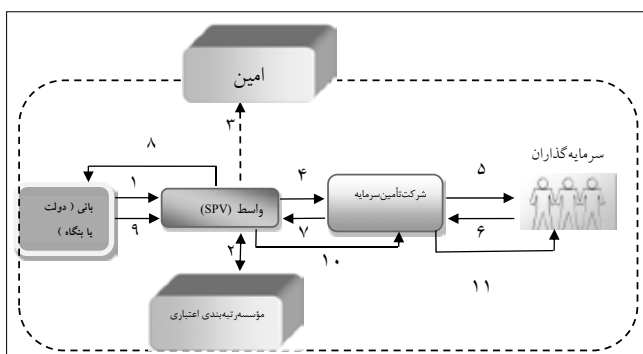 امین
۳
سرمایه‌گذاران
۸
۱
۴
۵
بانی ( دولت
یا بنگاه )
واسط (SPV)
شرکت‌تأمین‌سرمایه
۹
۷
۶
۲
۱۰
۱۱
مؤسسه‌رتبه‌بندی اعتباری